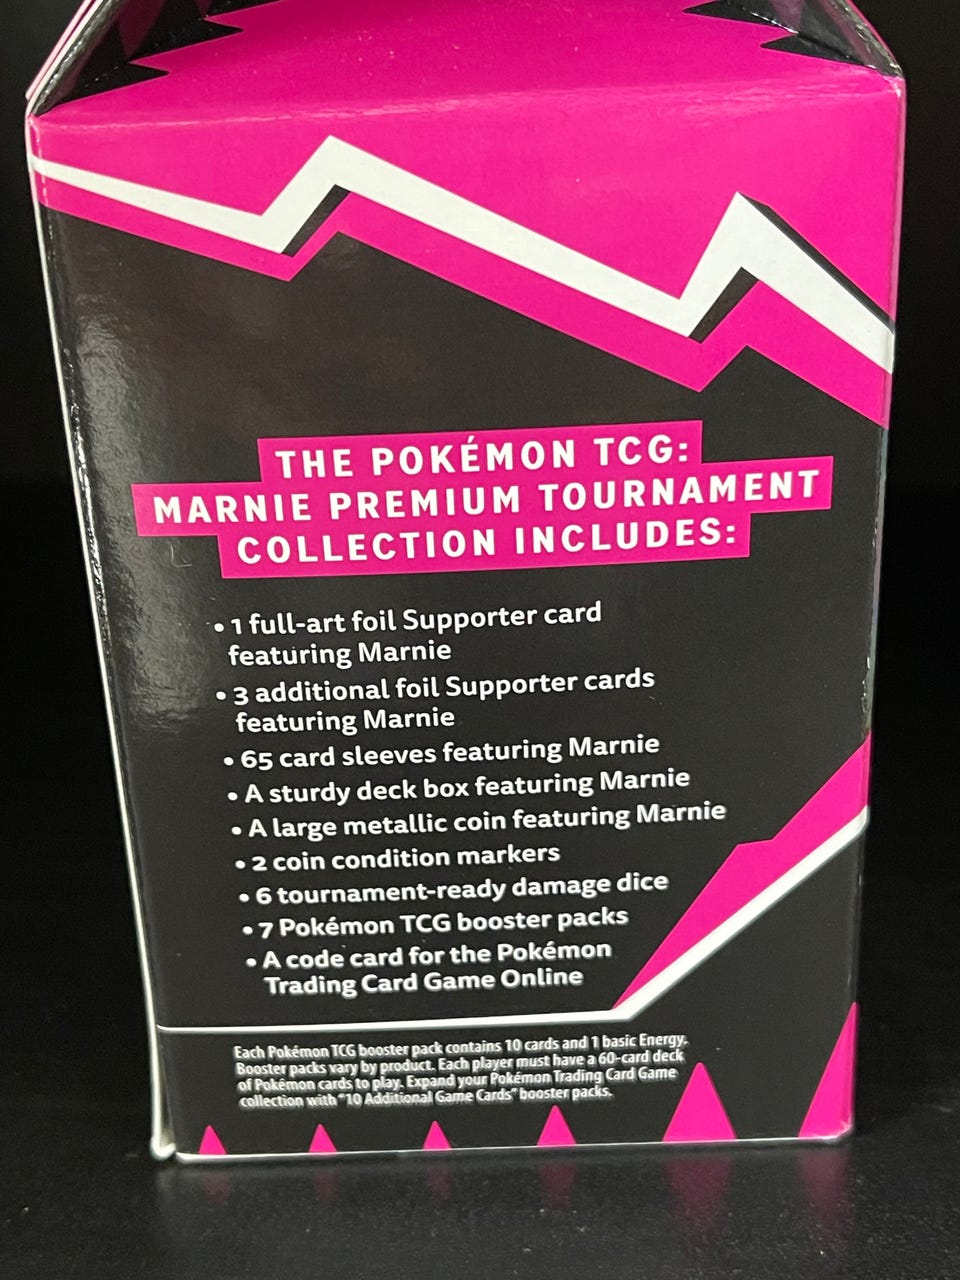 THE POKÉMON TCG:
MARNIE PREMIUM TOURNAMENT
COLLECTION INCLUDES:
• 1 full-art foil Supporter card
featuring Marnie
• 3 additional foil Supporter cards
featuring Marnie
• 65 card sleeves featuring Marnie
• A sturdy deck box featuring Marnie
• A large metallic coin featuring Marnie
• 2 coin condition markers
• 6 tournament-ready damage dice
• 7 Pokémon TCG booster packs
• A code card for the Pokémon
Trading Card Game Online
Each Pokémon TCG booster pack contains 10 cards and 1 basic Energy.
Booster packs vary by product. Each player must have a 60-card deck
of Pokémon cards to play. Expand your Pokémon Trading Card Game
collection with "10 Additional Game Cards" booster packs.